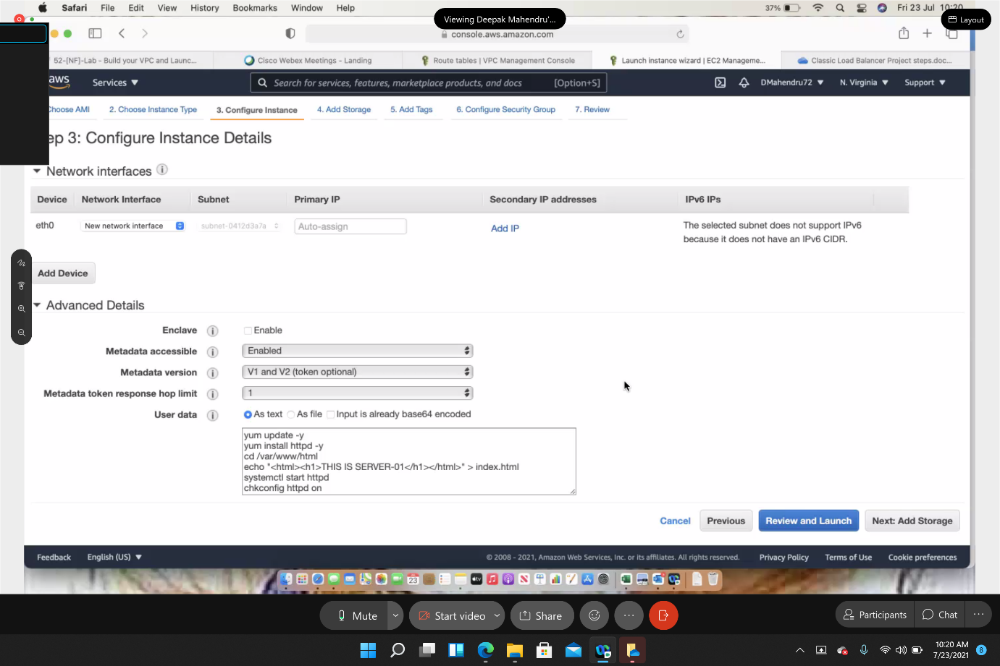 Safari File Edit View History Bookmarks Window Help
Viewing Deepak Mahendru'...
37% Fri 23 Jul 10:20
Layout
console.aws.amazon.com
52-[NF]-Lab - Build your VPC and Launc...
Cisco Webex Meetings - Landing
Route tables | VPC Management Console
Launch instance wizard | EC2 Manageme...
Classic Load Balancer Project steps.doc...
aws
Services
Search for services, features, marketplace products, and docs [Option+S]
DMahendru72
N. Virginia
Support
hoose AMI 2. Choose Instance Type 3. Configure Instance 4. Add Storage 5. Add Tags 6. Configure Security Group 7. Review
ep 3: Configure Instance Details
Network interfaces
Device Network Interface Subnet Primary IP Secondary IP addresses IPv6 IPs
eth0 New network interface subnet-0412d3a7a Auto-assign Add IP
The selected subnet does not support IPv6
because it does not have an IPv6 CIDR.
Add Device
Advanced Details
Enclave Enable
Metadata accessible Enabled
Metadata version V1 and V2 (token optional)
Metadata token response hop limit 1
User data As text As file Input is already base64 encoded
yum update -y
yum install httpd -y
cd /var/www/html
echo "<html><h1>THIS IS SERVER-01</h1></html>" > index.html
systemctl start httpd
chkconfig httpd on
Cancel Previous Review and Launch Next: Add Storage
Feedback English (US) © 2008 - 2021, Amazon Web Services, Inc. or its affiliates. All rights reserved. Privacy Policy Terms of Use Cookie preferences
23
tv
Mute Start video Share Participants Chat
10:20 AM
7/23/2021
8